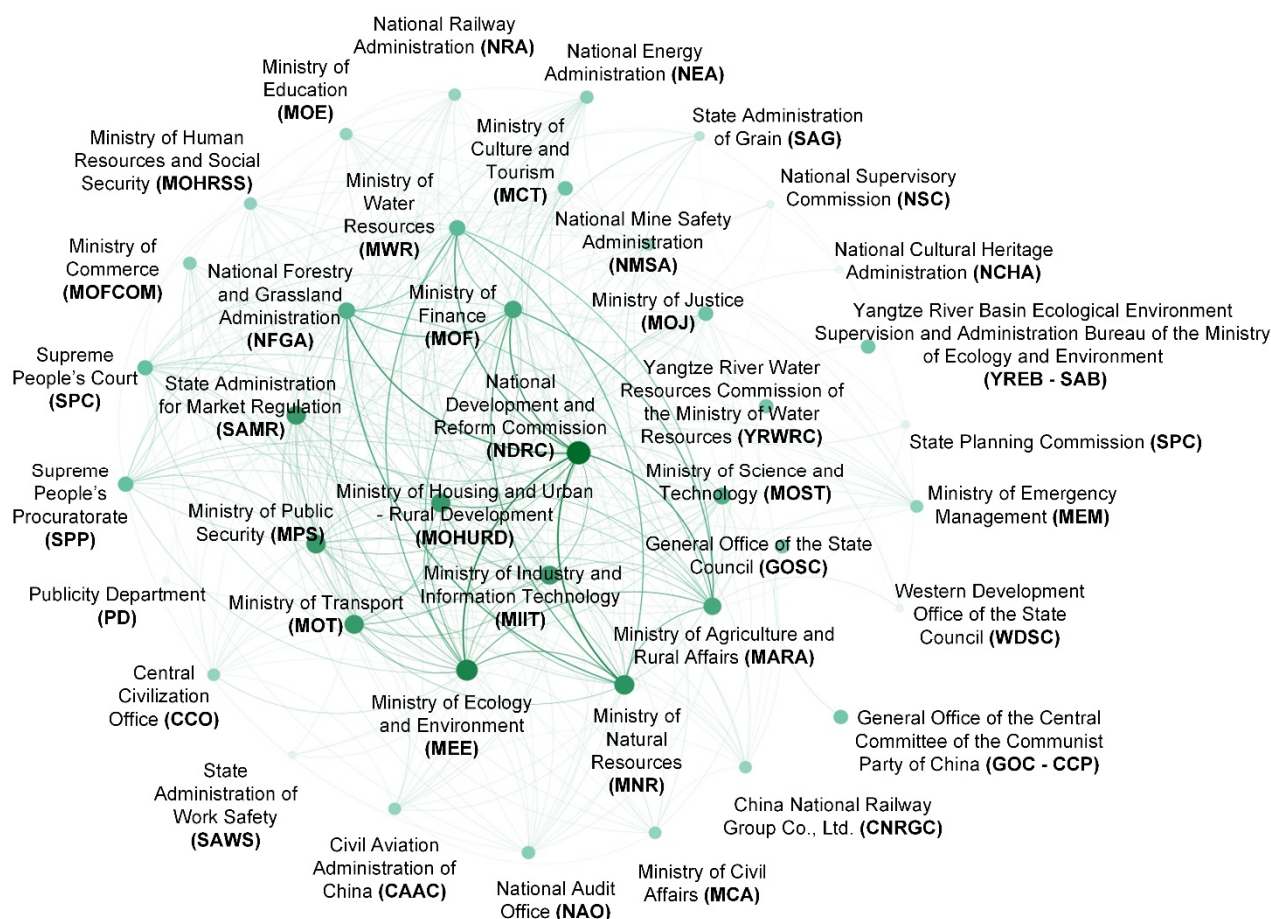 National Railway
Administration (NRA)
National Energy
Administration (NEA)
Ministry of
Education
(MOE)
State Administration
of Grain (SAG)
Ministry of
Culture and
Tourism
(MCT)
Ministry of Human
Resources and Social
Security (MOHRSS)
National Supervisory
Commission (NSC)
Ministry of
Water
Resources
(MWR)
National Mine Safety
Administration
(NMSA)
Ministry of
Commerce
(MOFCOM)
National Cultural Heritage
Administration (NCHA)
National Forestry
and Grassland
Administration
(NFGA)
Ministry of
Finance
(MOF)
Ministry of Justice
(MOJ)
Yangtze River Basin Ecological Environment
Supervision and Administration Bureau of the Ministry
of Ecology and Environment
(YREB - SAB)
Supreme
People's Court
(SPC)
State Administration
for Market Regulation
(SAMR)
National
Development and
Reform Commission
(NDRC)
Yangtze River Water
Resources Commission of
the Ministry of Water
Resources (YRWRC)
State Planning Commission (SPC)
Supreme
People's
Procuratorate
(SPP)
Ministry of Public
Security (MPS)
Ministry of Housing and Urban
- Rural Development
(MOHURD)
Ministry of Science and
Technology (MOST)
Ministry of Emergency
Management (MEM)
General Office of the State
Council (GOSC)
Publicity Department
(PD)
Ministry of Transport
(MOT)
Ministry of Industry and
Information Technology
(MIIT)
Western Development
Office of the State
Council (WDSC)
Ministry of Agriculture and
Rural Affairs (MARA)
Central
Civilization
Office (CCO)
Ministry of Ecology
and Environment
(MEE)
Ministry of
Natural
Resources
(MNR)
General Office of the Central
Committee of the Communist
Party of China (GOC - CCP)
State
Administration of
Work Safety
(SAWS)
China National Railway
Group Co., Ltd. (CNRGC)
Civil Aviation
Administration of
China (CAAC)
National Audit
Office (NAO)
Ministry of Civil
Affairs (MCA)